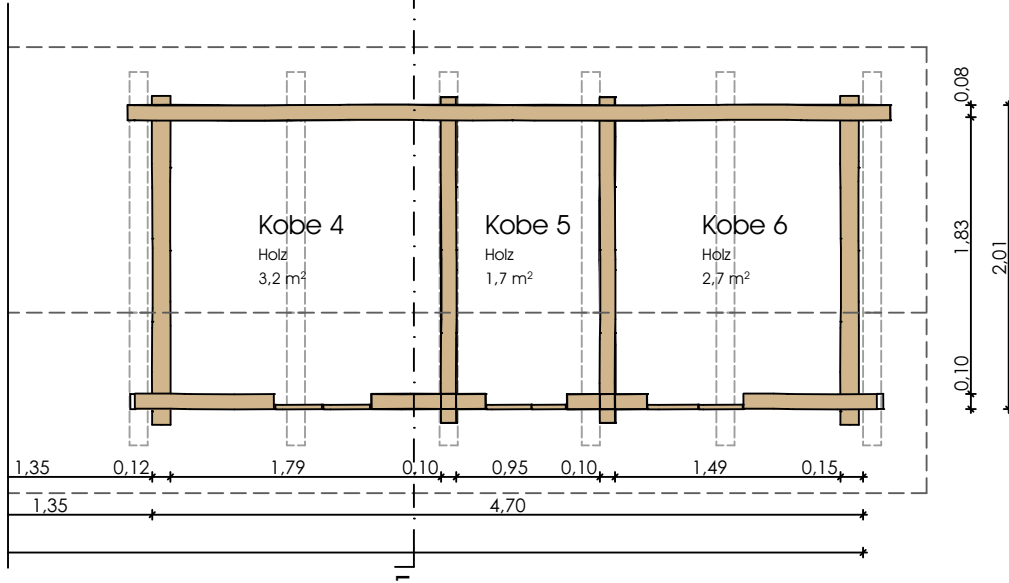 0,08
Kobe 4
Holz
3,2 m²
Kobe 5
Holz
1,7 m²
Kobe 6
Holz
2,7 m²
1,83
2,01
0,10
1,35 0,12 1,79 0,10 0,95 0,10 1,49 0,15
1,35 4,70